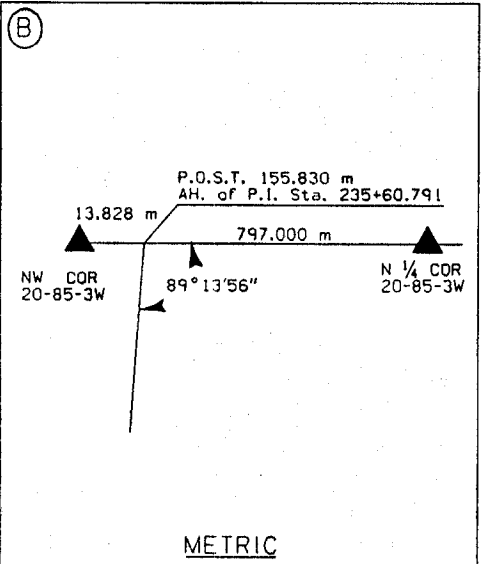 B
P.O.S.T. 155.830 m
AH. of P.I. Sta. 235+60.791
13.828 m
797.000 m
NW COR
20-85-3W
89°13'56"
N 1/4 COR
20-85-3W
METRIC